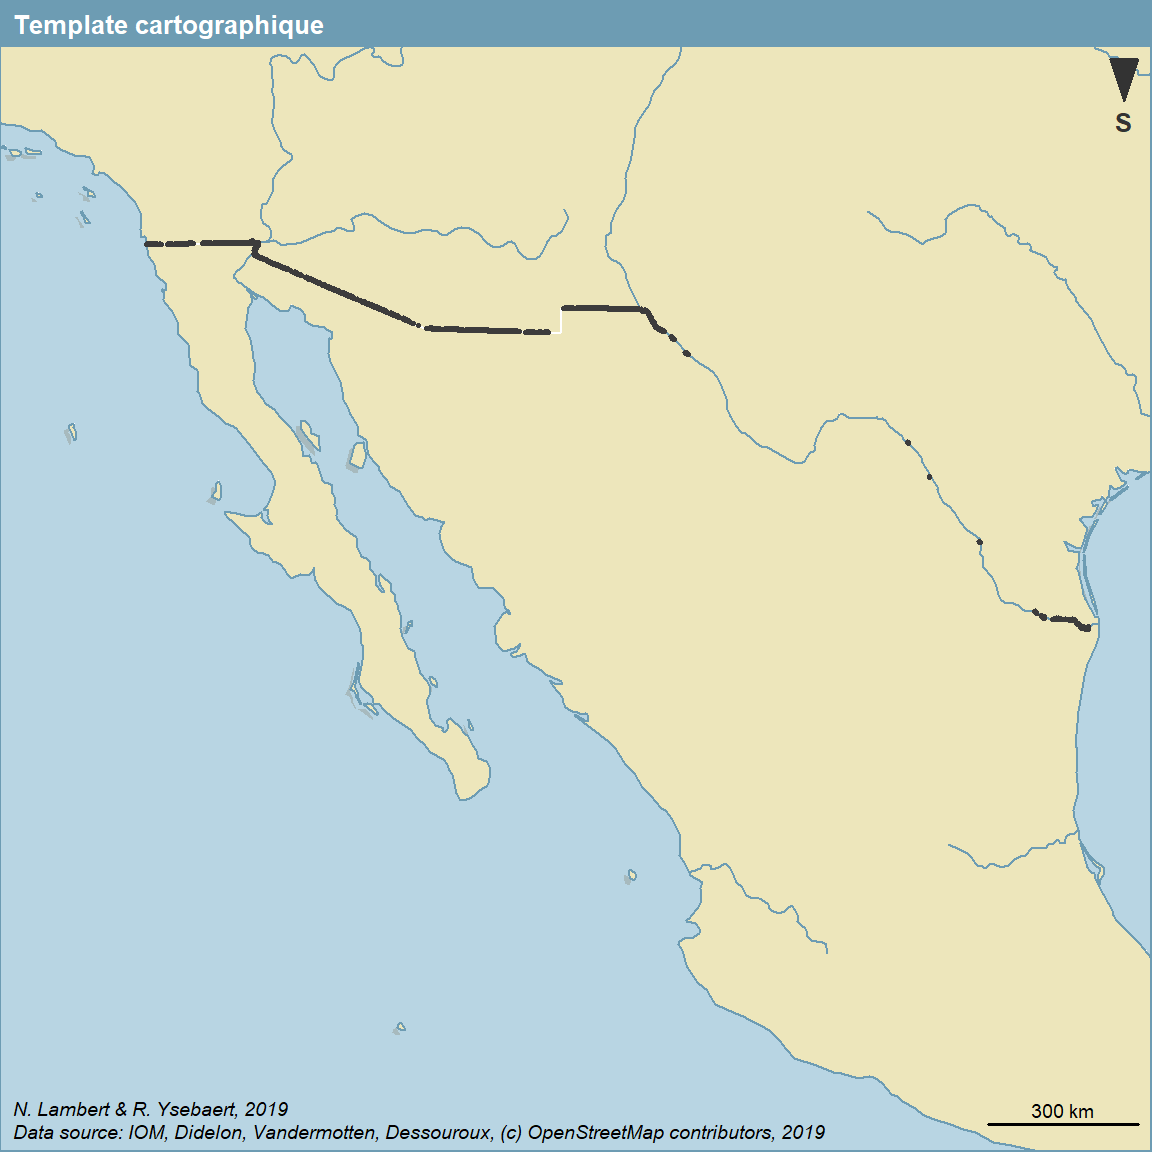 Template cartographique
S
300 km
N. Lambert & R. Ysebaert, 2019
Data source: IOM, Didelon, Vandermotten, Dessouroux, (c) OpenStreetMap contributors, 2019